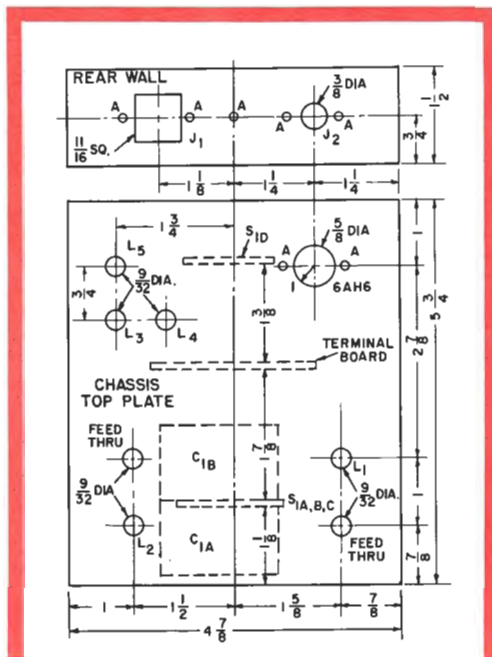 REAR WALL
3/8 DIA
A
A
A
A
A
J1
J2
11/16 SQ.
1 1/2
3/4
1 1/8
1 1/4
1 1/4
1 3/4
S1D
5/8 DIA
L5
A
A
1
6AH6
9/32 DIA.
3/4
L3
L4
1 3/8
1
5 3/4
2 7/8
TERMINAL
BOARD
CHASSIS
TOP PLATE
FEED
THRU
C1B
1 7/8
L1
9/32 DIA
S1A,B,C
9/32 DIA.
1
L2
C1A
1 1/8
FEED
THRU
7/8
1
1 1/2
1 5/8
7/8
4 7/8